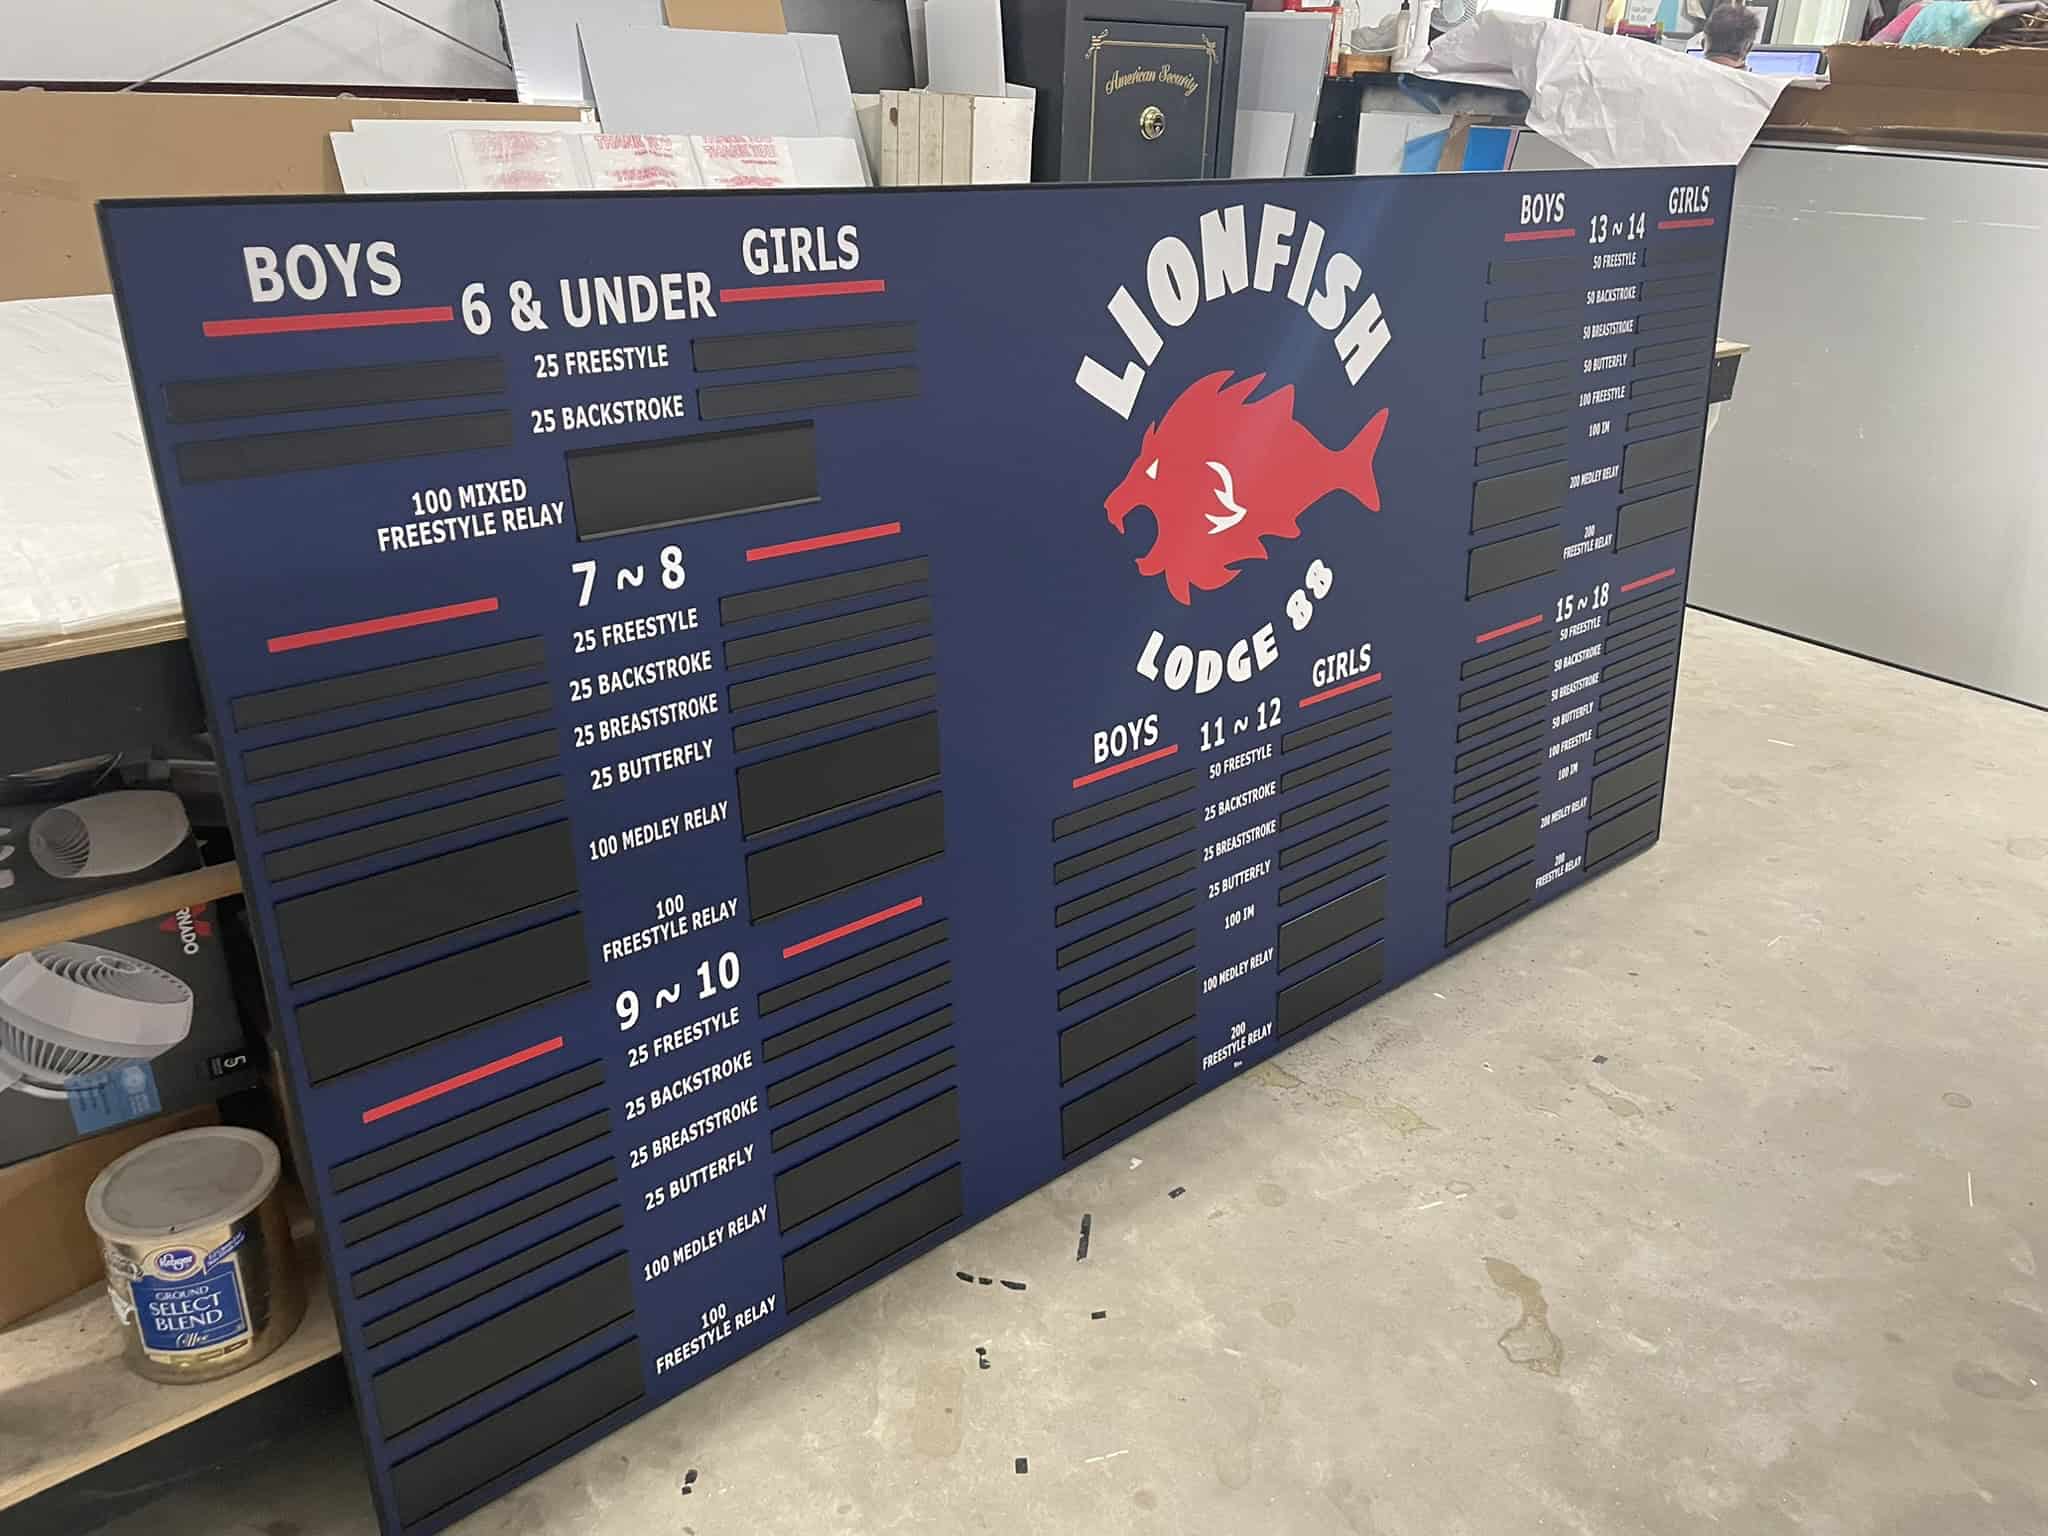 American Security
THANK YOU
THANK YOU
THANK YOU
BOYS
GIRLS
6 & UNDER
25 FREESTYLE
25 BACKSTROKE
100 MIXED
FREESTYLE RELAY
7 ~ 8
25 FREESTYLE
25 BACKSTROKE
25 BREASTSTROKE
25 BUTTERFLY
100 MEDLEY RELAY
100
FREESTYLE RELAY
9 ~ 10
25 FREESTYLE
25 BACKSTROKE
25 BREASTSTROKE
25 BUTTERFLY
100 MEDLEY RELAY
100
FREESTYLE RELAY
LIONFISH
LODGE 88
BOYS
GIRLS
11 ~ 12
50 FREESTYLE
25 BACKSTROKE
25 BREASTSTROKE
25 BUTTERFLY
100 IM
100 MEDLEY RELAY
200
FREESTYLE RELAY
BOYS
GIRLS
13 ~ 14
50 FREESTYLE
50 BACKSTROKE
50 BREASTSTROKE
50 BUTTERFLY
100 FREESTYLE
100 IM
200 MEDLEY RELAY
200
FREESTYLE RELAY
15 ~ 18
50 FREESTYLE
50 BACKSTROKE
50 BREASTSTROKE
50 BUTTERFLY
100 FREESTYLE
100 IM
200 MEDLEY RELAY
200
FREESTYLE RELAY
RNADO
5
Kroger
GROUND
SELECT
BLEND
Coffee